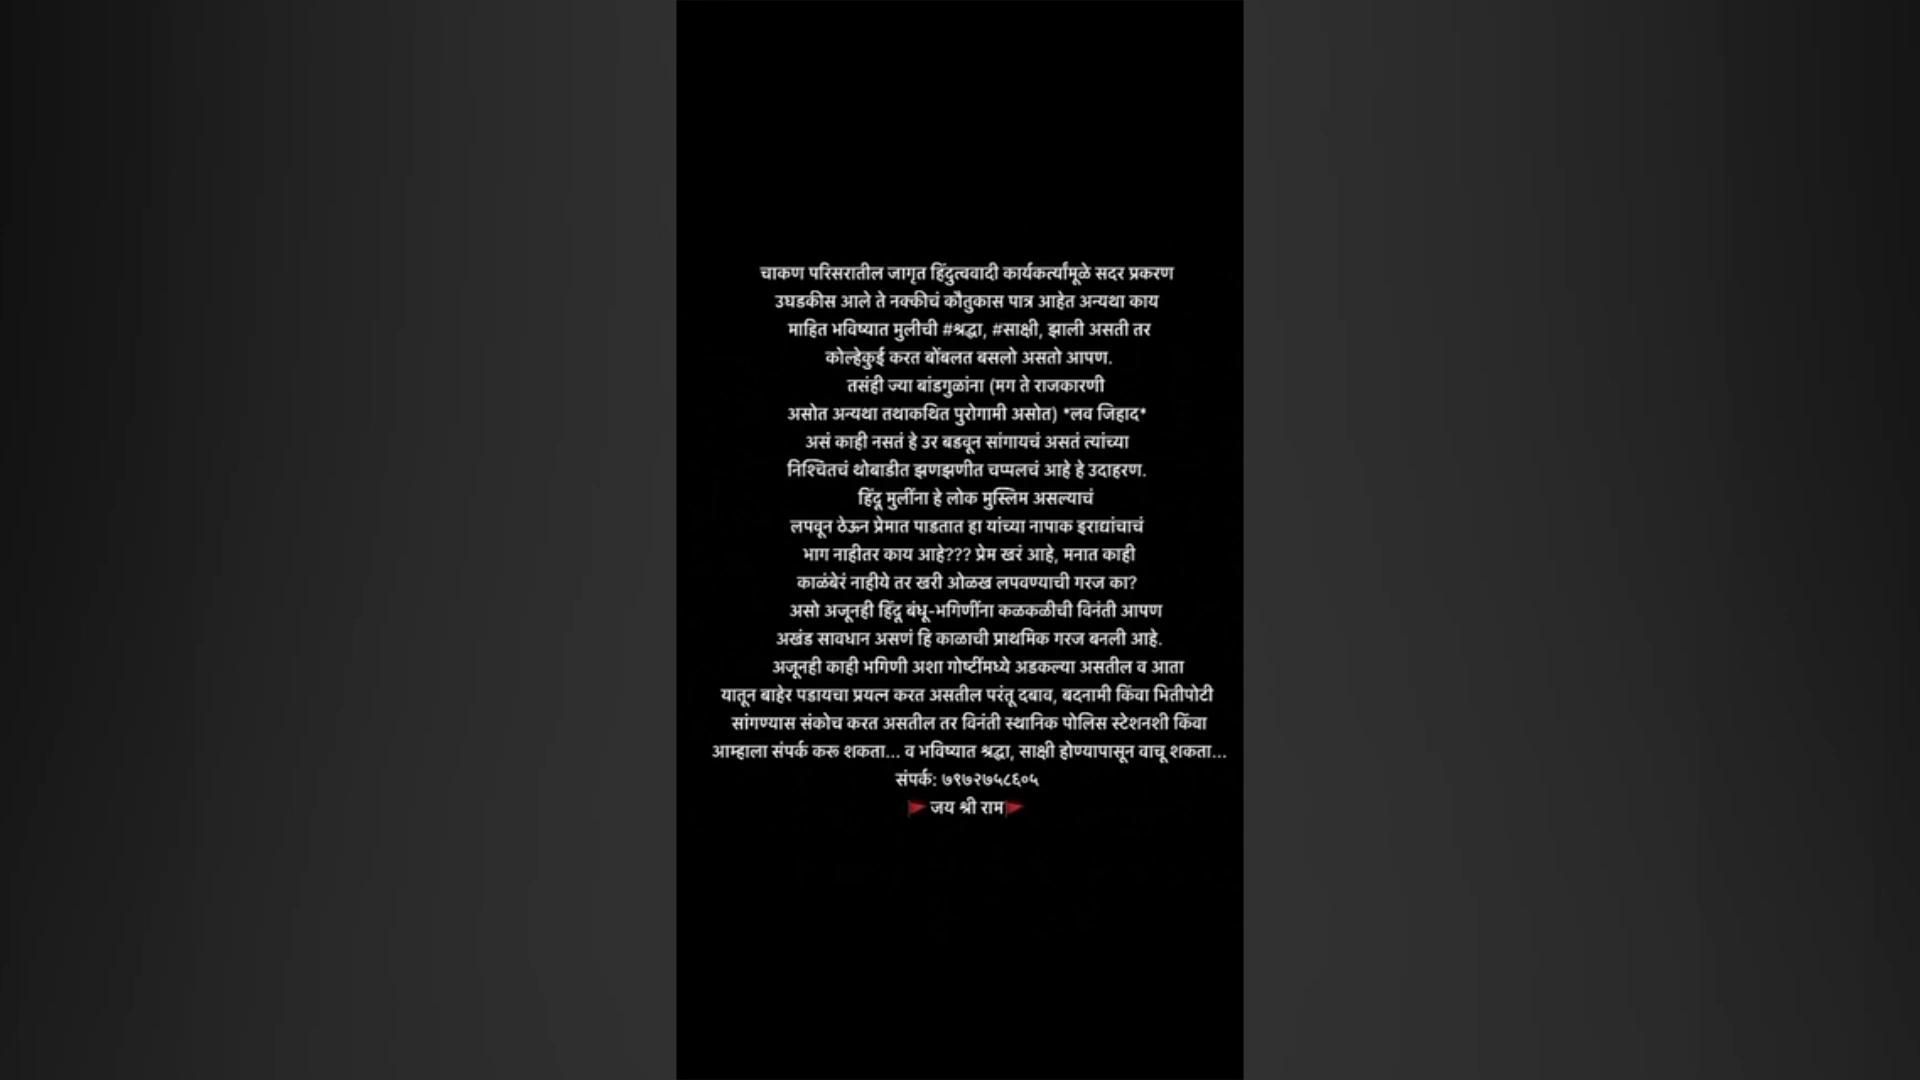 चाकण परिसरातील जागृत हिंदुत्ववादी कार्यकर्त्यांमूळे सदर प्रकरण
उघडकीस आले ते नक्कीचं कौतुकास पात्र आहेत अन्यथा काय
माहित भविष्यात मुलीची #श्रद्धा, #साक्षी, झाली असती तर
कोल्हेकुई करत बोंबलत बसलो असतो आपण.
तसंही ज्या बांडगुळांना (मग ते राजकारणी
असोत अन्यथा तथाकथित पुरोगामी असोत) *लव जिहाद*
असं काही नसतं हे उर बडवून सांगायचं असतं त्यांच्या
निश्चितचं थोबाडीत झणझणीत चप्पलचं आहे हे उदाहरण.
हिंदू मुलींना हे लोक मुस्लिम असल्याचं
लपवून ठेऊन प्रेमात पाडतात हा यांच्या नापाक इराद्यांचाचं
भाग नाहीतर काय आहे??? प्रेम खरं आहे, मनात काही
काळंबेरं नाहीये तर खरी ओळख लपवण्याची गरज का?
असो अजूनही हिंदू बंधू-भगिणींना कळकळीची विनंती आपण
अखंड सावधान असणं हि काळाची प्राथमिक गरज बनली आहे.
अजूनही काही भगिणी अशा गोष्टींमध्ये अडकल्या असतील व आता
यातून बाहेर पडायचा प्रयत्न करत असतील परंतू दबाव, बदनामी किंवा भितीपोटी
सांगण्यास संकोच करत असतील तर विनंती स्थानिक पोलिस स्टेशनशी किंवा
आम्हाला संपर्क करू शकता... व भविष्यात श्रद्धा, साक्षी होण्यापासून वाचू शकता...
संपर्क: ७९७२७५८६०५
🚩जय श्री राम🚩